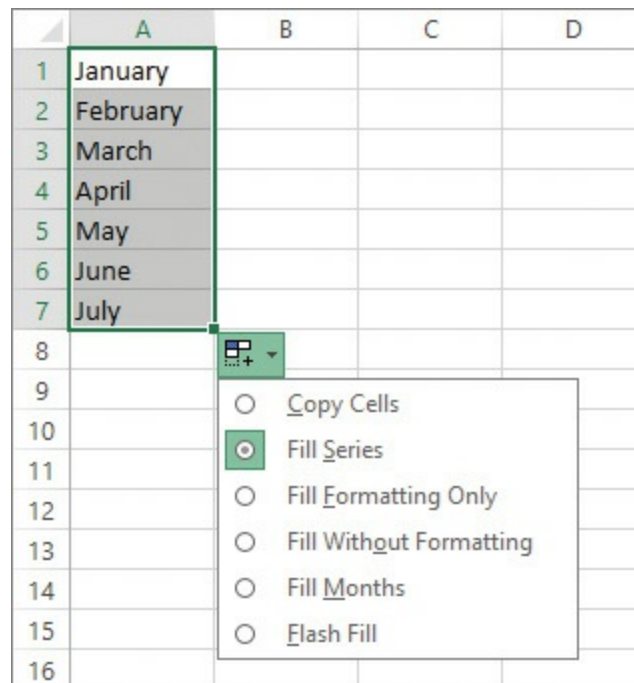 A B C D
1 January
2 February
3 March
4 April
5 May
6 June
7 July
8
9
Copy Cells
10
Fill Series
11
Fill Formatting Only
12
13 Fill Without Formatting
14 Fill Months
15 Flash Fill
16